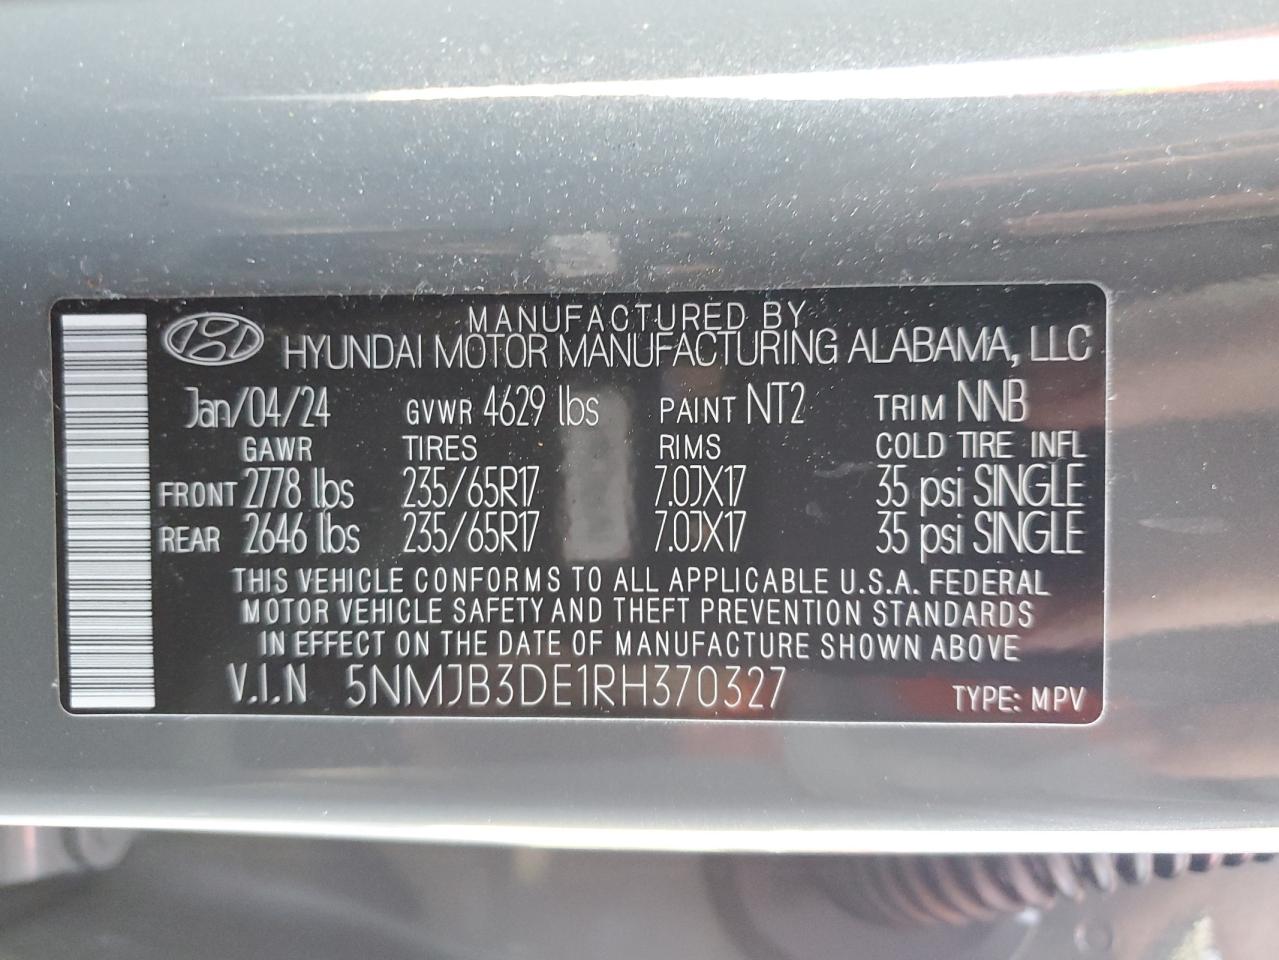 MANUFACTURED BY
HYUNDAI MOTOR MANUFACTURING ALABAMA, LLC
Jan/04/24 GVWR 4629 lbs PAINT NT2 TRIM NNB
GAWR TIRES RIMS COLD TIRE INFL
FRONT 2778 lbs 235/65R17 7.0JX17 35 psi SINGLE
REAR 2646 lbs 235/65R17 7.0JX17 35 psi SINGLE
THIS VEHICLE CONFORMS TO ALL APPLICABLE U.S.A. FEDERAL
MOTOR VEHICLE SAFETY AND THEFT PREVENTION STANDARDS
IN EFFECT ON THE DATE OF MANUFACTURE SHOWN ABOVE
V.I.N 5NMJB3DE1RH370327 TYPE: MPV